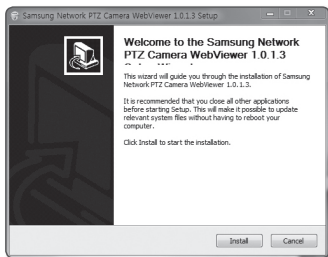 Samsung Network PTZ Camera WebViewer 1.0.1.3 Setup
Welcome to the Samsung Network
PTZ Camera WebViewer 1.0.1.3
This wizard will guide you through the installation of Samsung
Network PTZ Camera WebViewer 1.0.1.3.
It is recommended that you close all other applications
before starting Setup. This will make it possible to update
relevant system files without having to reboot your
computer.
Click Install to start the installation.
Install
Cancel